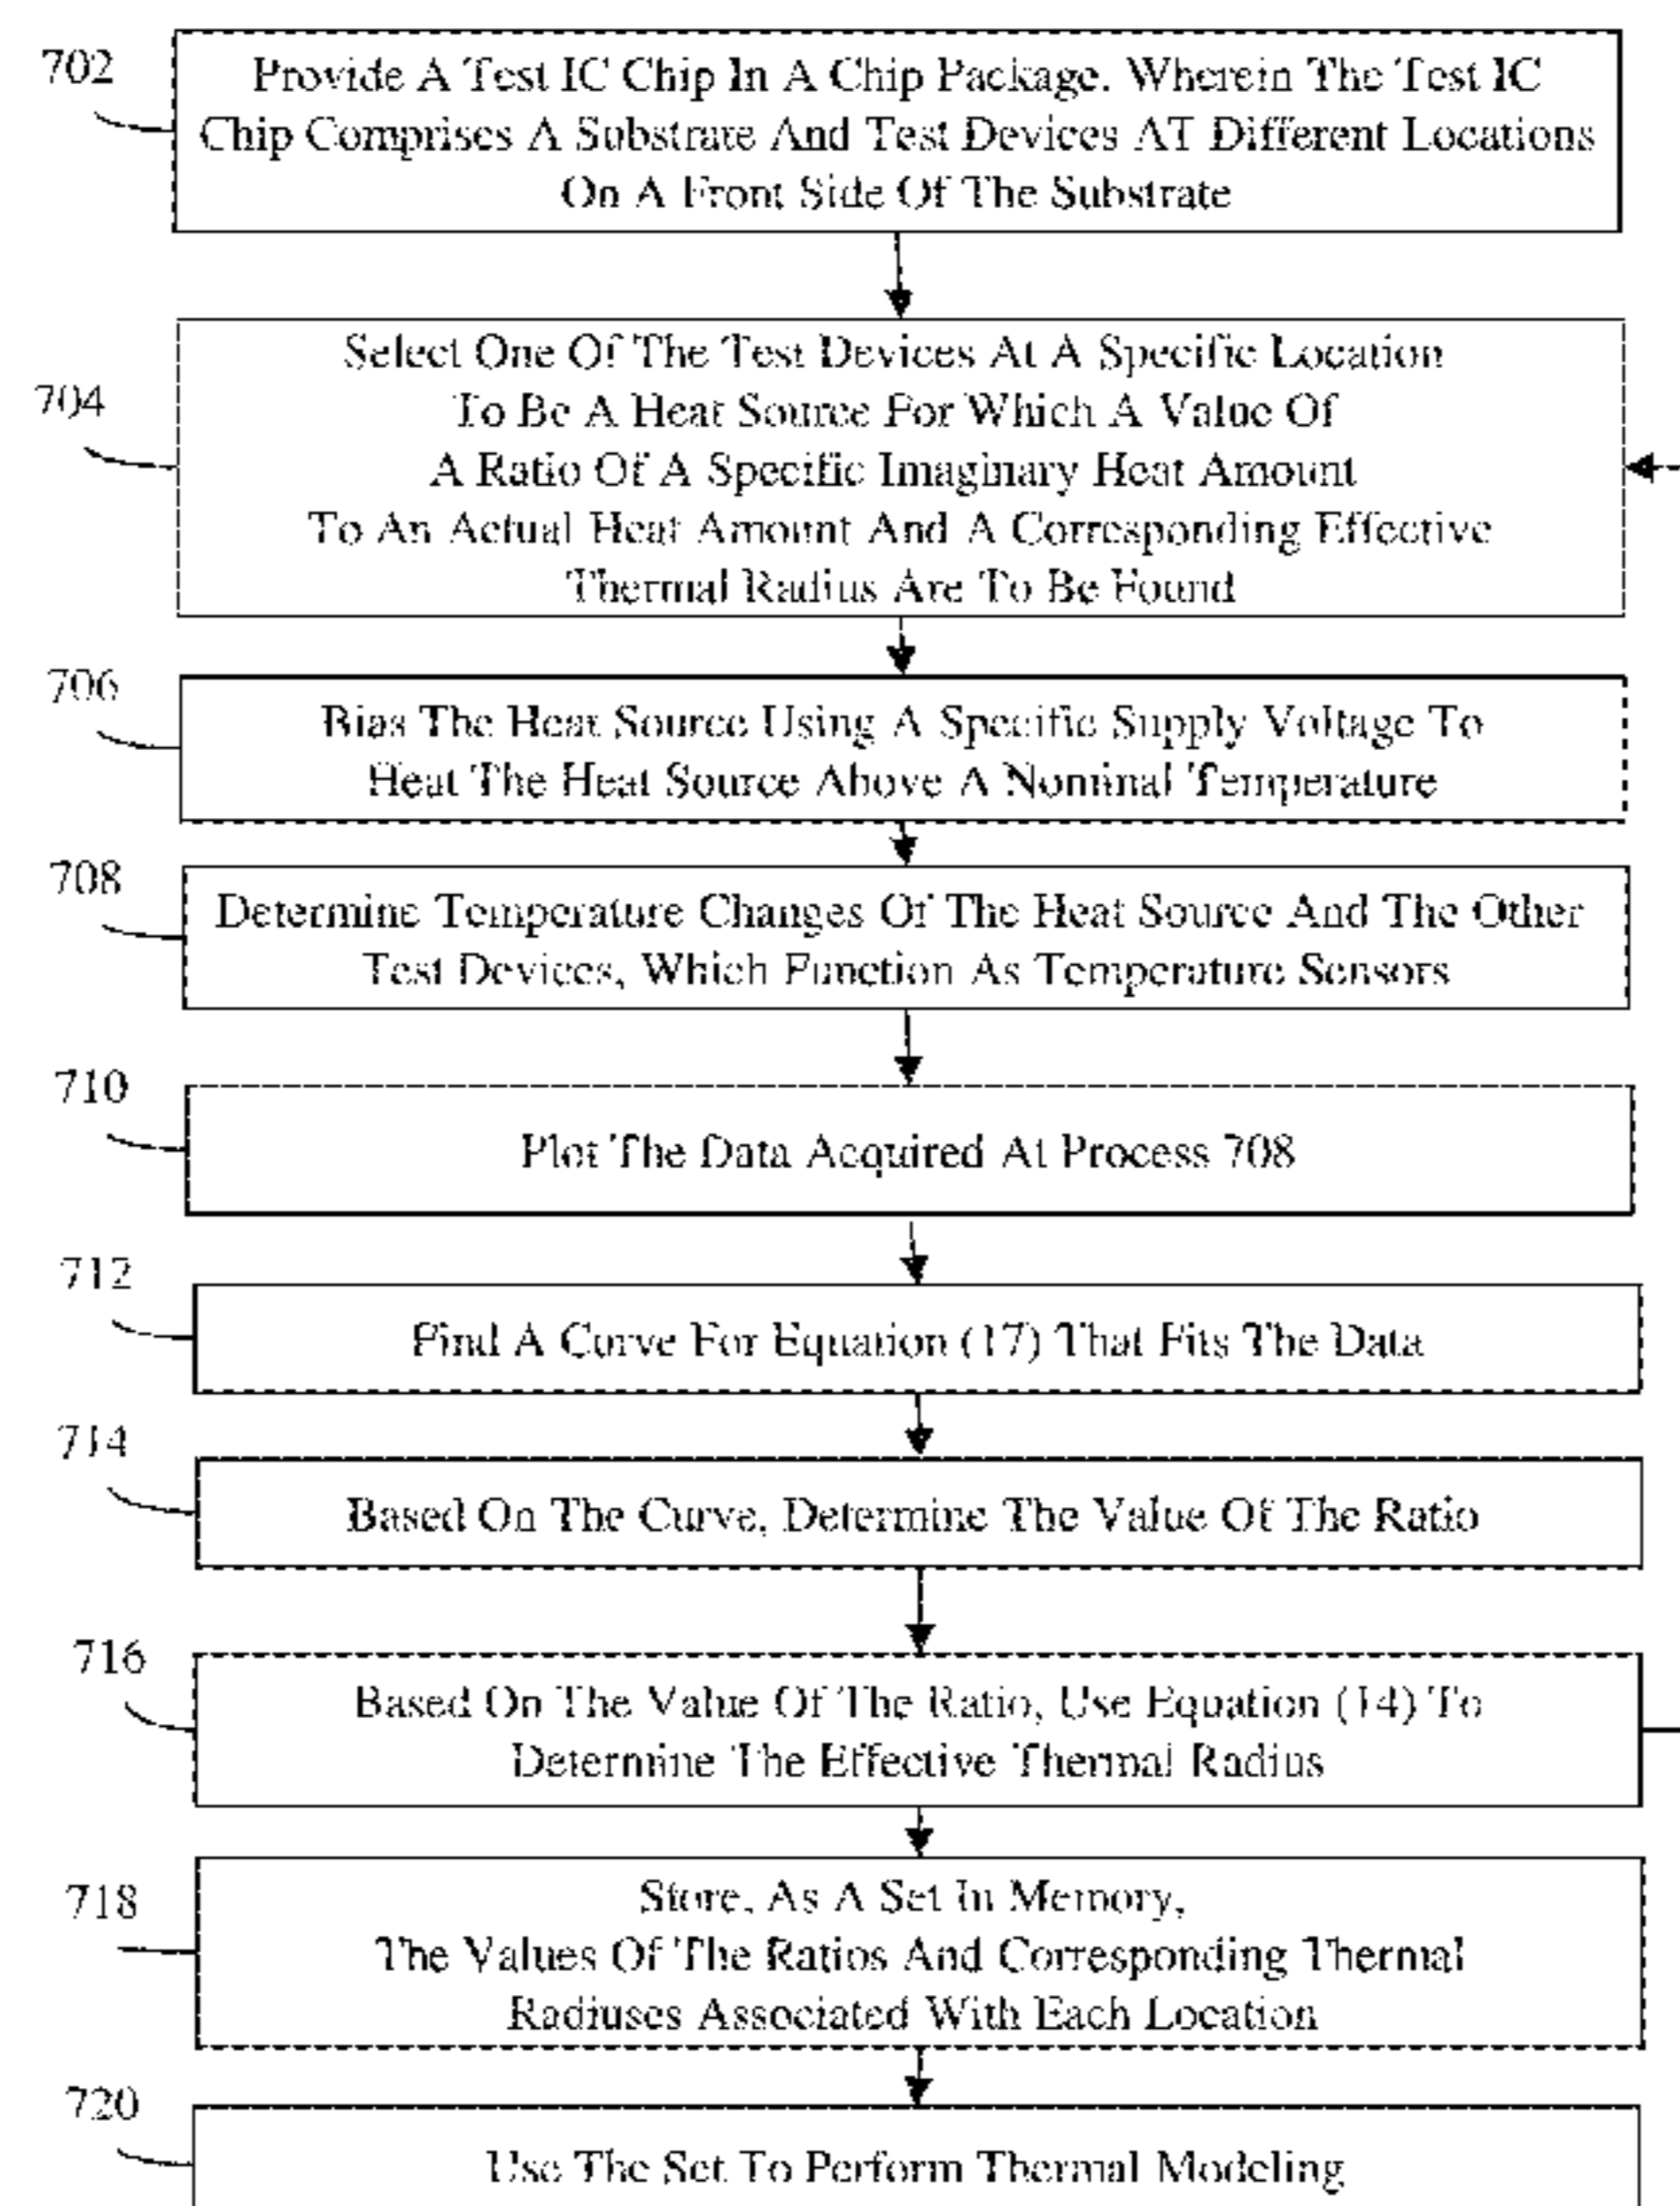 702
Provide A Test IC Chip In A Chip Package. Wherein The Test IC
Chip Comprises A Substrate And Test Devices AT Different Locations
On A Front Side Of The Substrate
704
Select One Of The Test Devices At A Specific Location
To Be A Heat Source For Which A Value Of
A Ratio Of A Specific Imaginary Heat Amount
To An Actual Heat Amount And A Corresponding Effective
Thermal Radius Are To Be Found
706
Bias The Heat Source Using A Specific Supply Voltage To
Heat The Heat Source Above A Nominal Temperature
708
Determine Temperature Changes Of The Heat Source And The Other
Test Devices, Which Function As Temperature Sensors
710
Plot The Data Acquired At Process 708
712
Find A Curve For Equation (17) That Fits The Data
714
Based On The Curve, Determine The Value Of The Ratio
716
Based On The Value Of The Ratio, Use Equation (14) To
Determine The Effective Thermal Radius
718
Store, As A Set In Memory,
The Values Of The Ratios And Corresponding Thermal
Radiuses Associated With Each Location
720
Use The Set To Perform Thermal Modeling